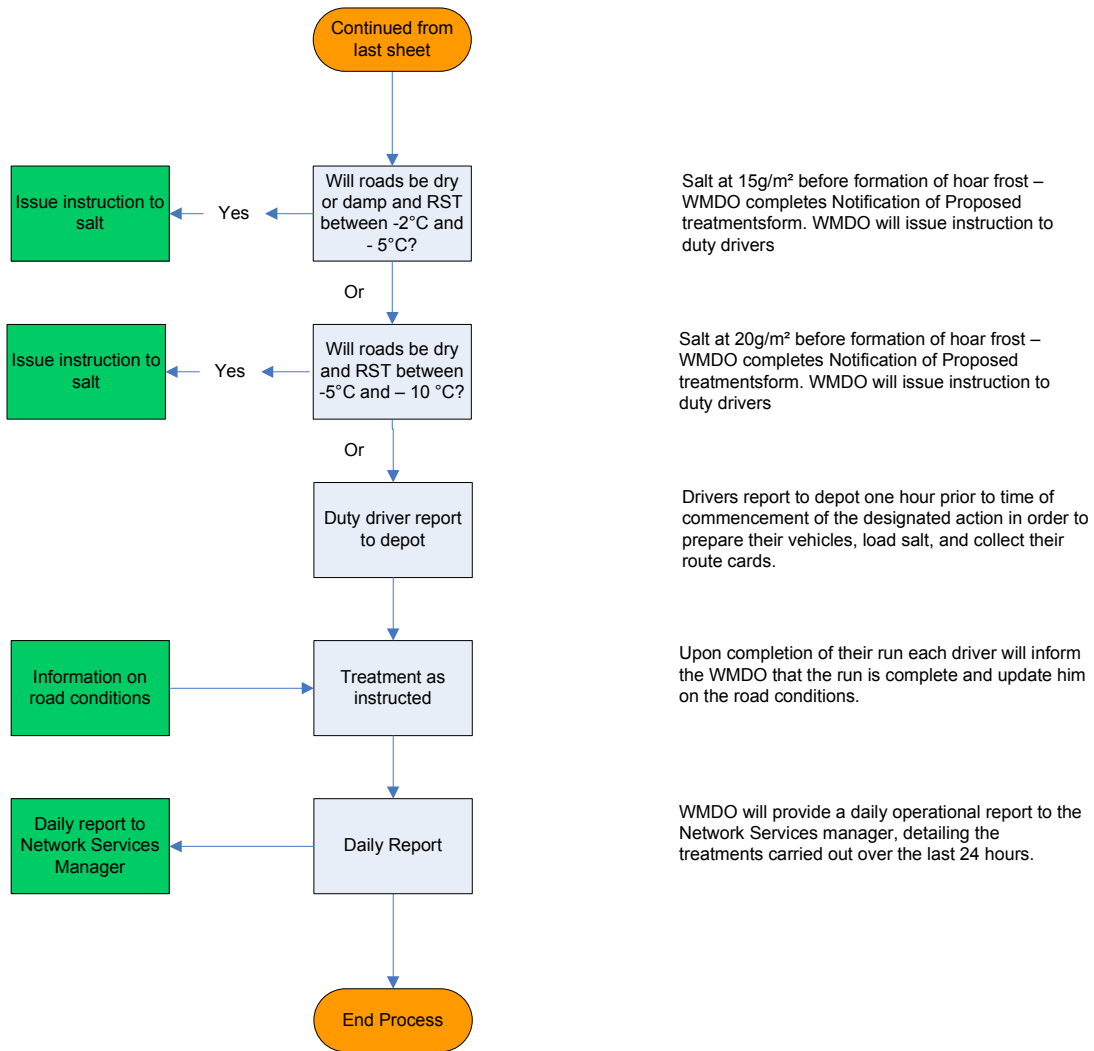 Continued from
last sheet
Issue instruction to
salt
Yes
Will roads be dry
or damp and RST
between -2°C and
- 5°C?
Salt at 15g/m² before formation of hoar frost –
WMDO completes Notification of Proposed
treatmentsform. WMDO will issue instruction to
duty drivers
Or
Issue instruction to
salt
Yes
Will roads be dry
and RST between
-5°C and – 10 °C?
Salt at 20g/m² before formation of hoar frost –
WMDO completes Notification of Proposed
treatmentsform. WMDO will issue instruction to
duty drivers
Or
Duty driver report
to depot
Drivers report to depot one hour prior to time of
commencement of the designated action in order to
prepare their vehicles, load salt, and collect their
route cards.
Information on
road conditions
Treatment as
instructed
Upon completion of their run each driver will inform
the WMDO that the run is complete and update him
on the road conditions.
Daily report to
Network Services
Manager
Daily Report
WMDO will provide a daily operational report to the
Network Services manager, detailing the
treatments carried out over the last 24 hours.
End Process